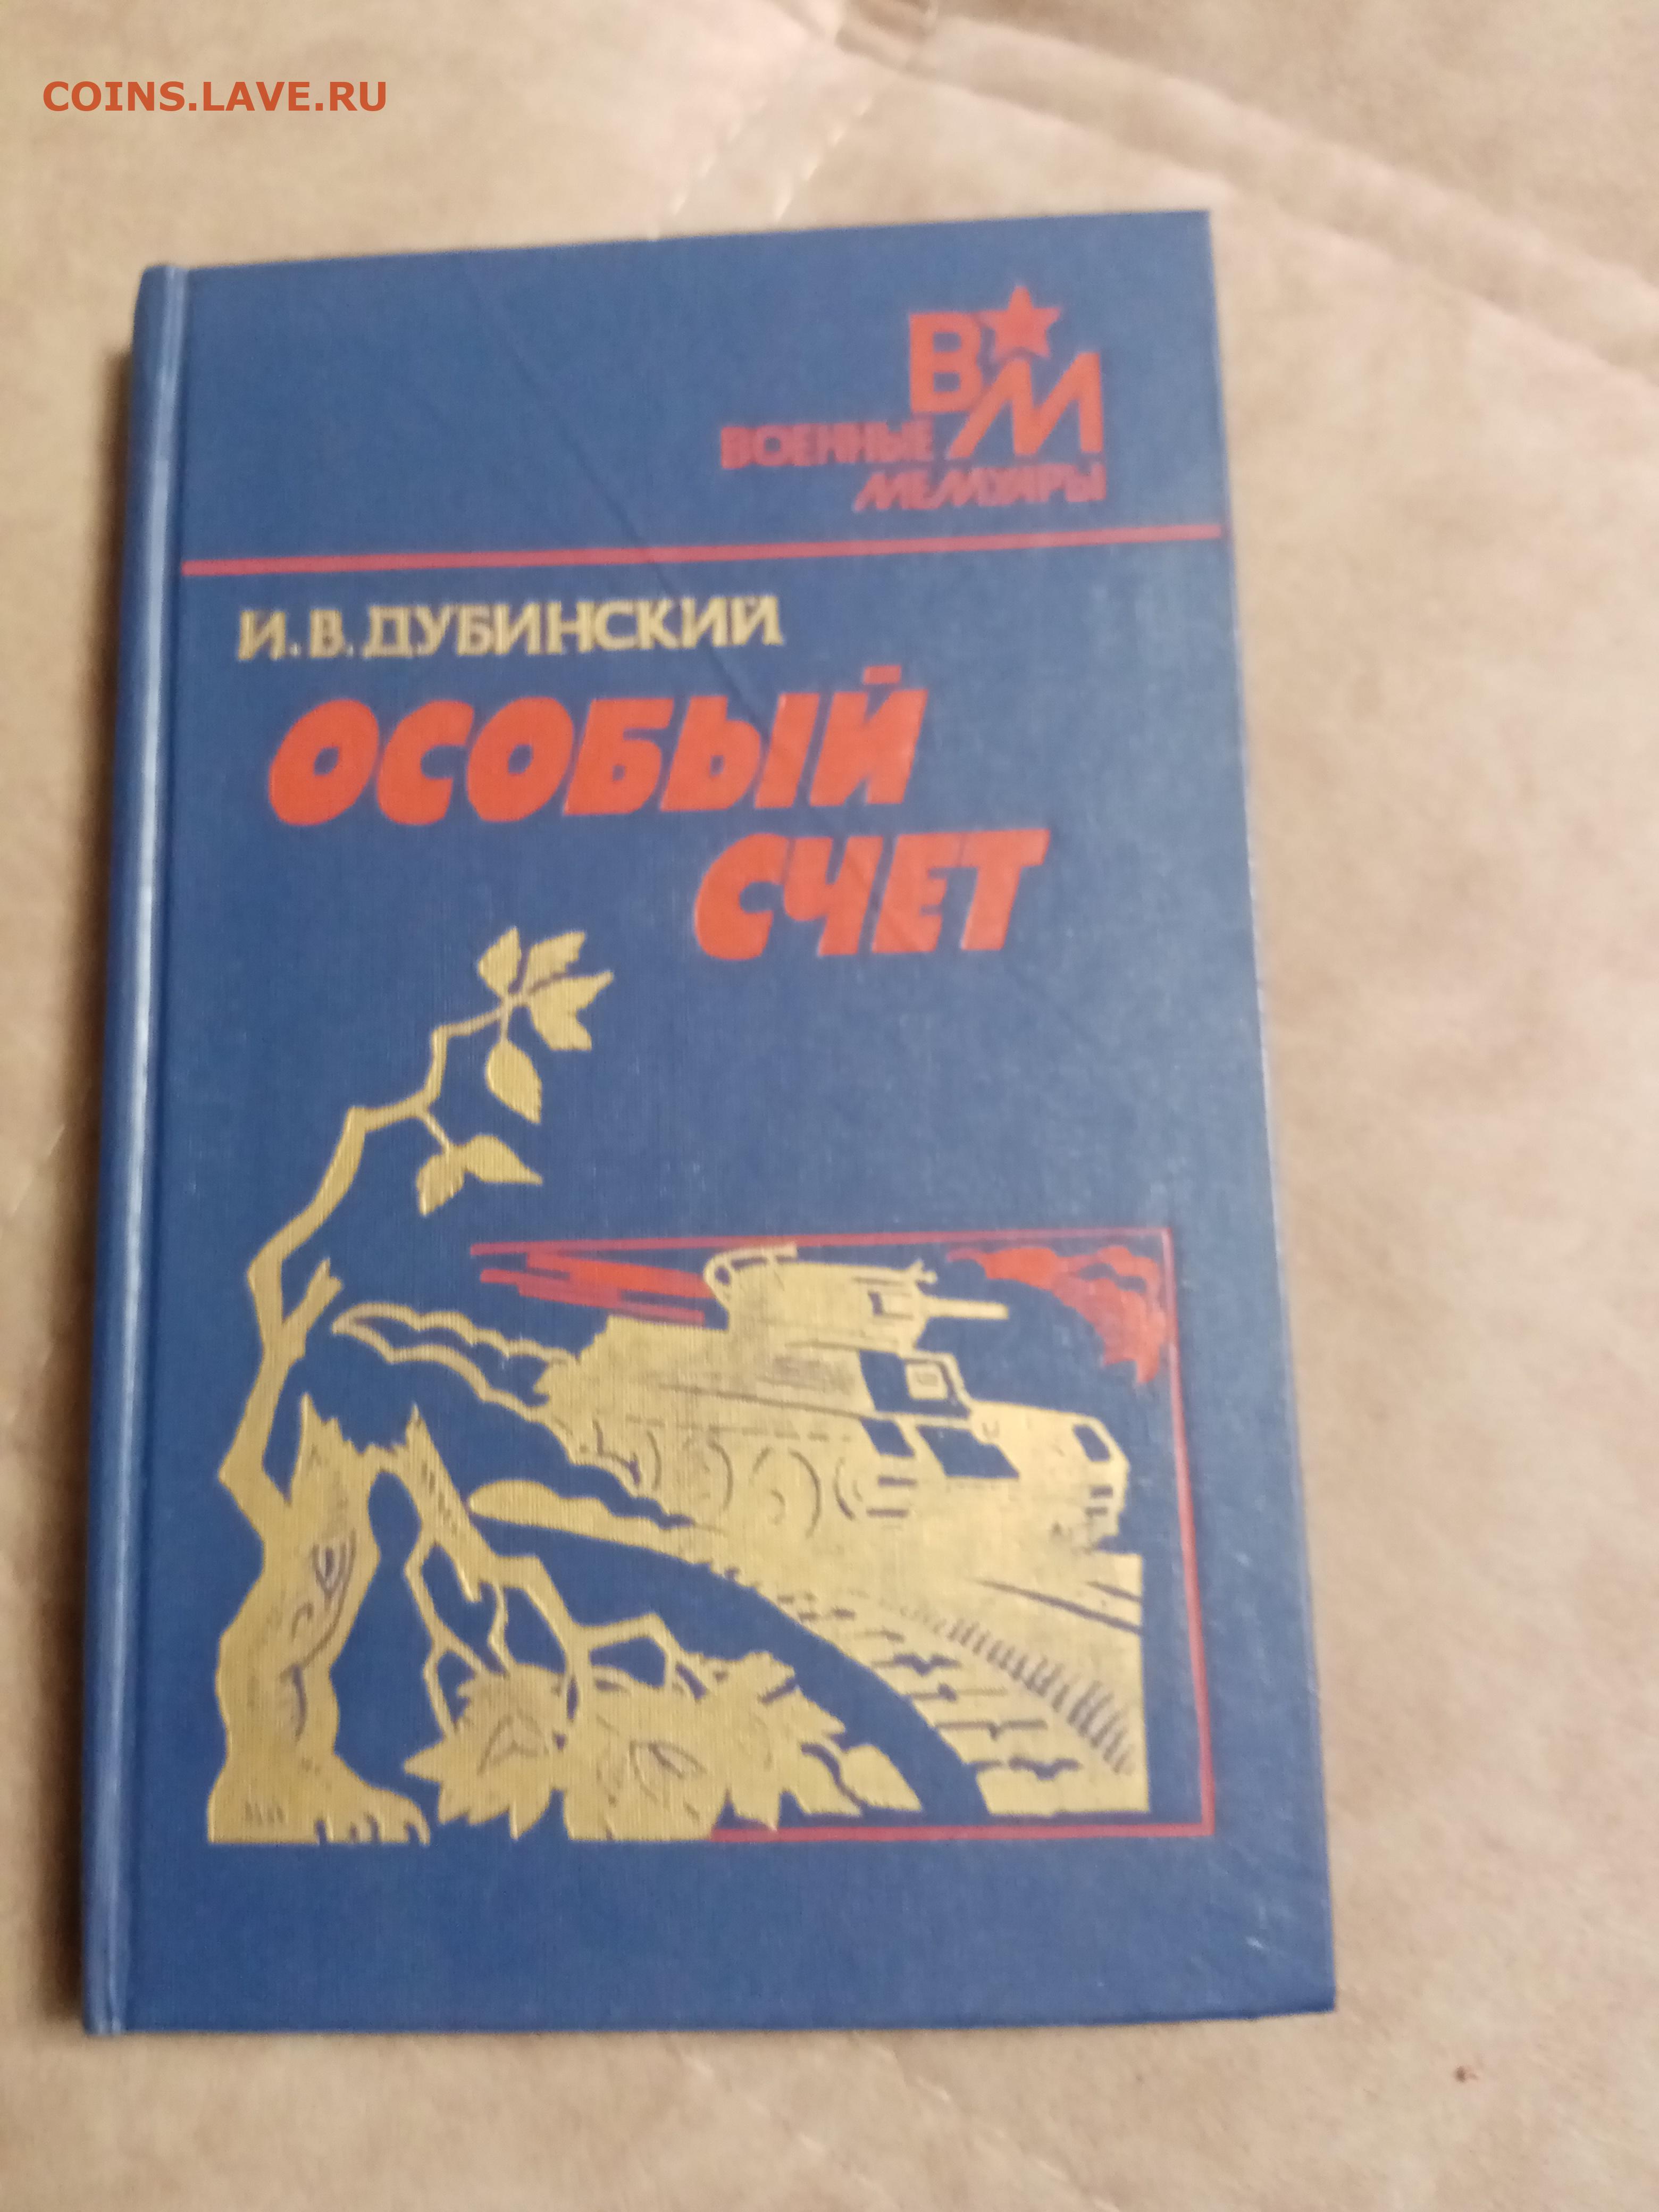 COINS.LAVE.RU
ВМ
ВОЕННЫЕ
МЕМУАРЫ
И.В.ДУБИНСКИЙ
ОСОБЫЙ
СЧЕТ